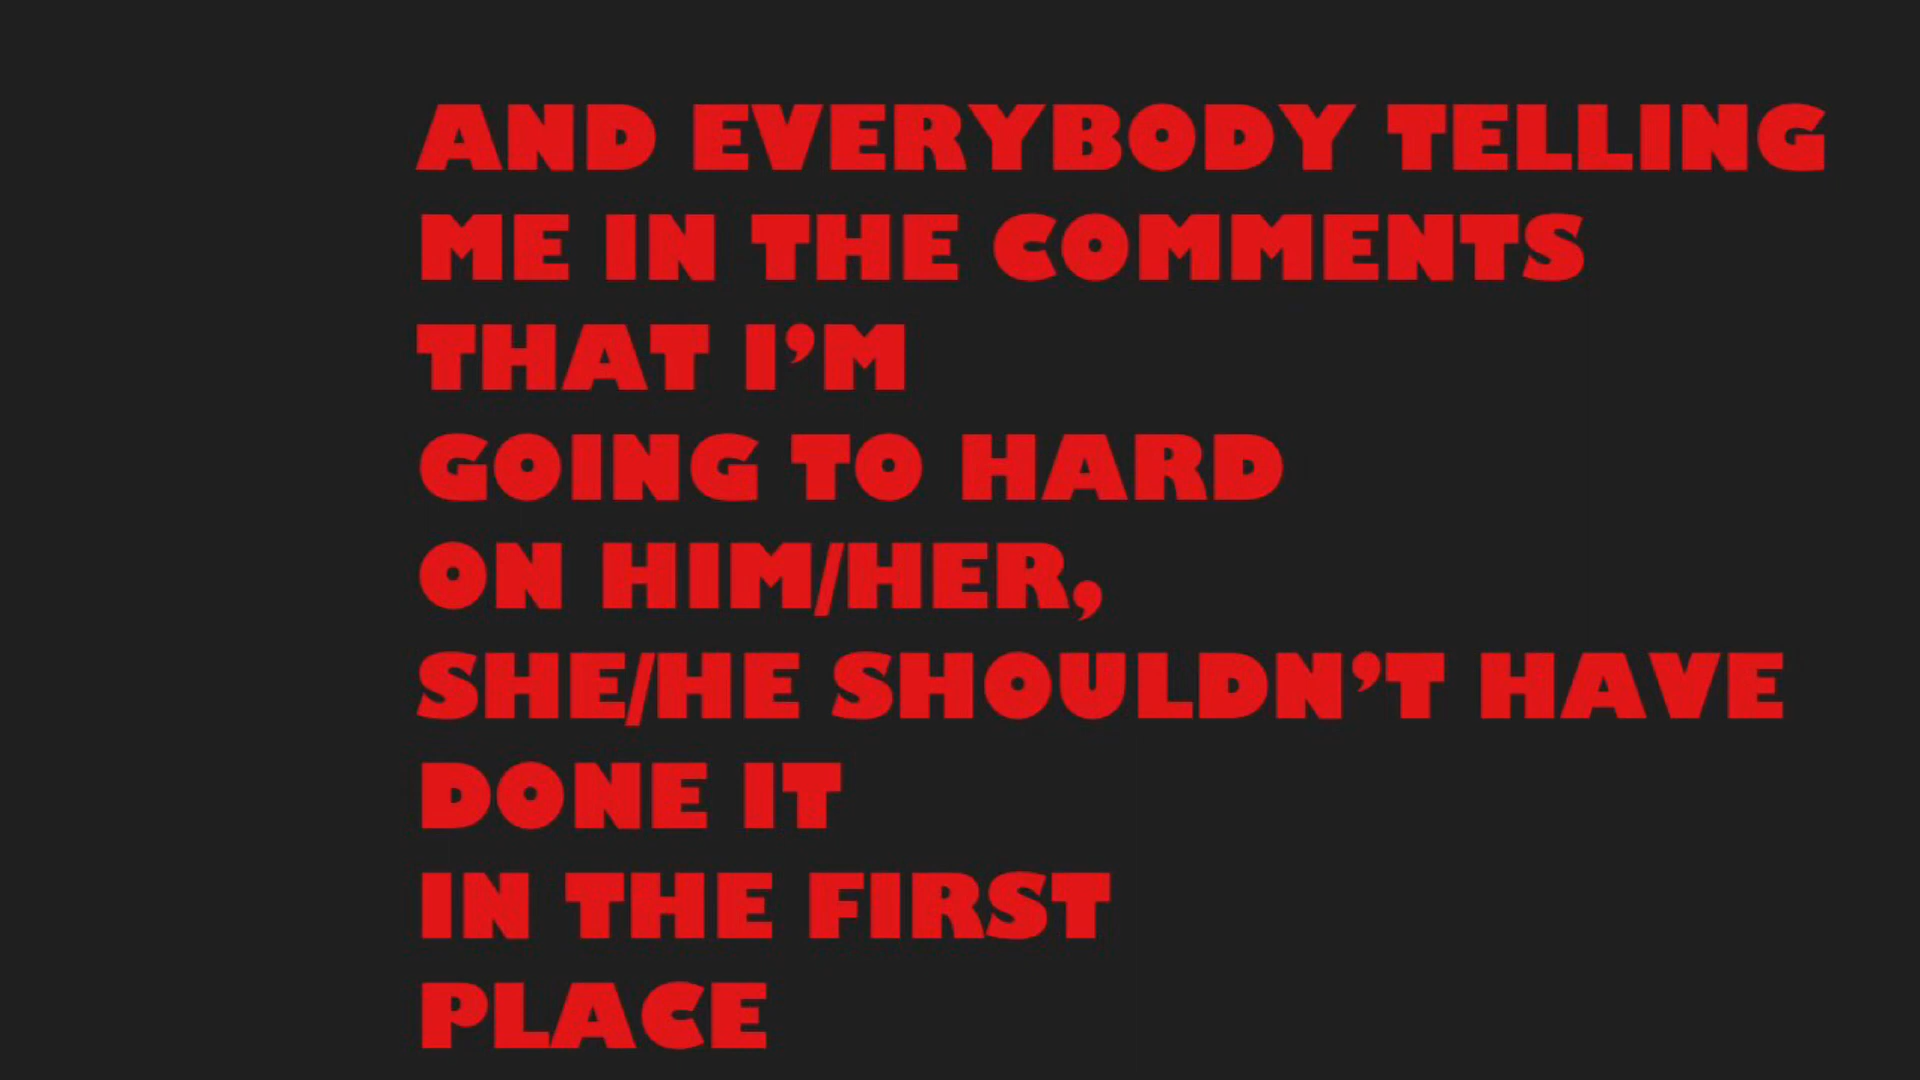 AND EVERYBODY TELLING
ME IN THE COMMENTS
THAT I’M
GOING TO HARD
ON HIM/HER,
SHE/HE SHOULDN’T HAVE
DONE IT
IN THE FIRST
PLACE